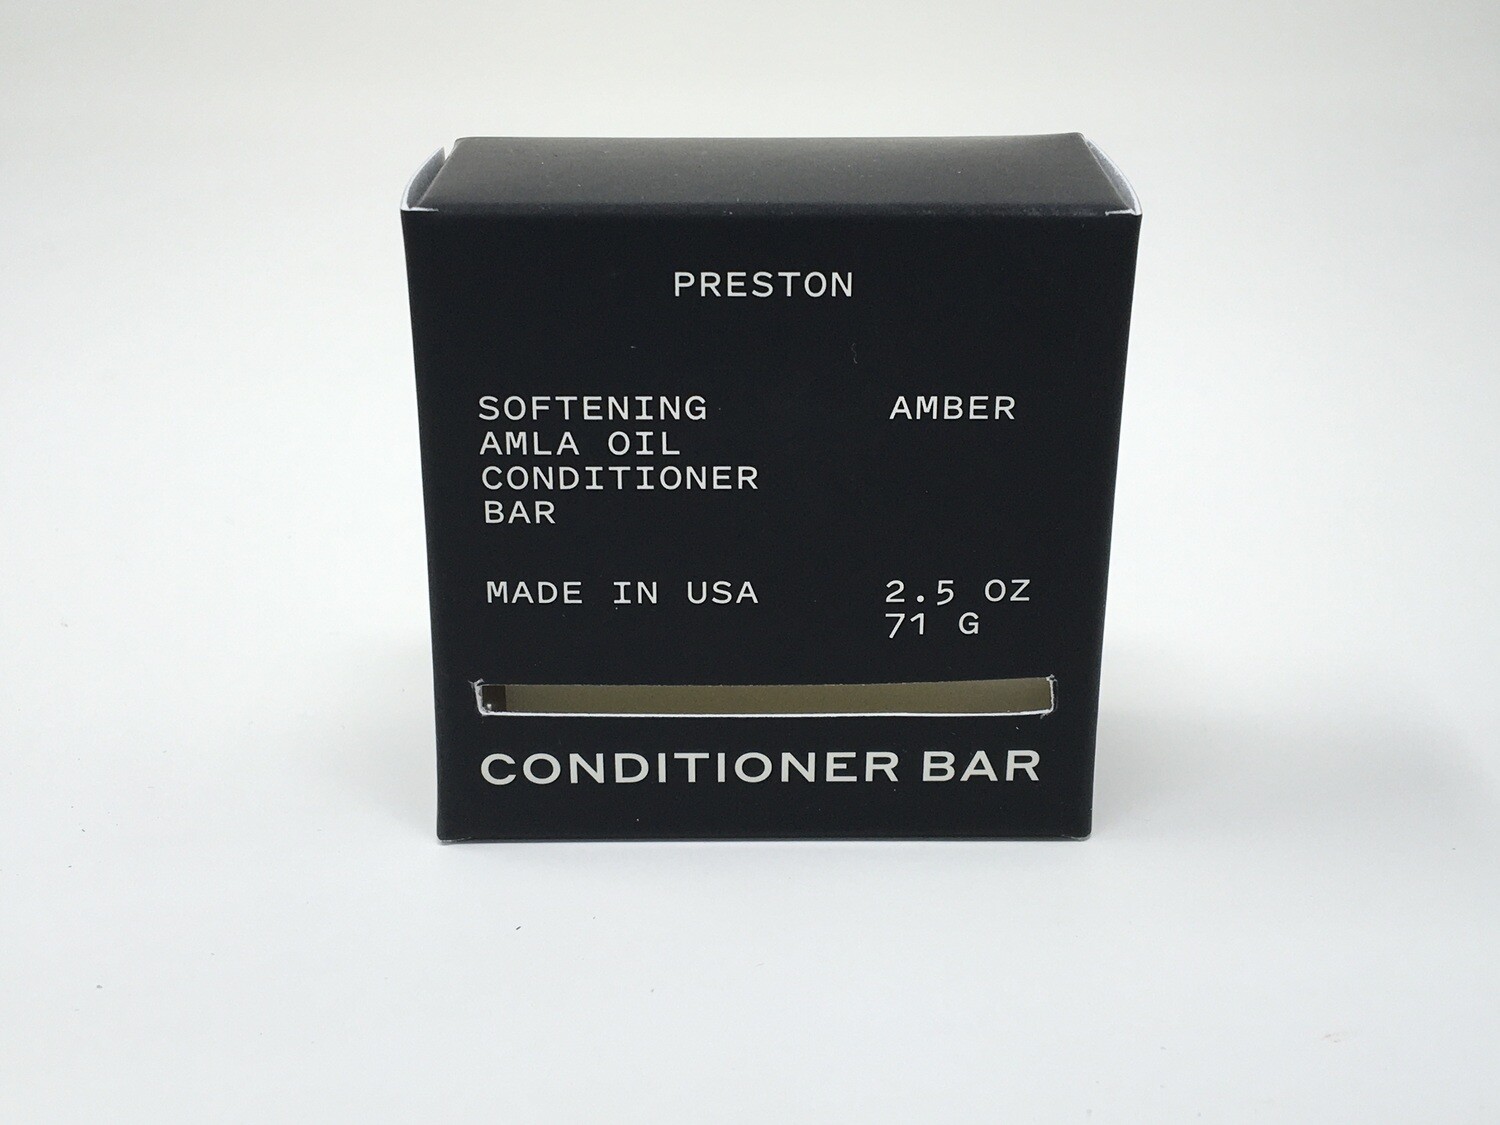 PRESTON
SOFTENING
AMLA OIL
CONDITIONER
BAR
AMBER
MADE IN USA
2.5 OZ
71 G
CONDITIONER BAR